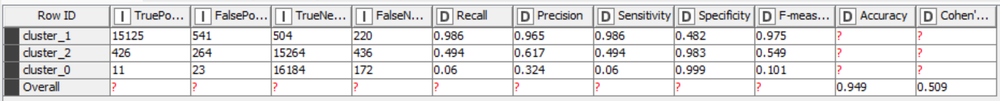 Row ID I TruePo... I FalsePo... I TrueNe... I FalseN... D Recall D Precision D Sensitivity D Specificity D F-meas... D Accuracy D Cohen'...
cluster_1 15125 541 504 220 0.986 0.965 0.986 0.482 0.975 ? ?
cluster_2 426 264 15264 436 0.494 0.617 0.494 0.983 0.549 ? ?
cluster_0 11 23 16184 172 0.06 0.324 0.06 0.999 0.101 ? ?
Overall ? ? ? ? ? ? ? ? ? 0.949 0.509